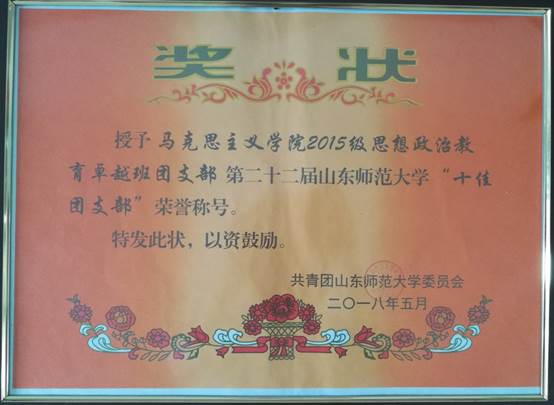 奖 状
授予马克思主义学院2015级思想政治教
育卓越班团支部 第二十二届山东师范大学“十佳
团支部”荣誉称号。
特发此状，以资鼓励。
共青团山东师范大学委员会
二〇一八年五月